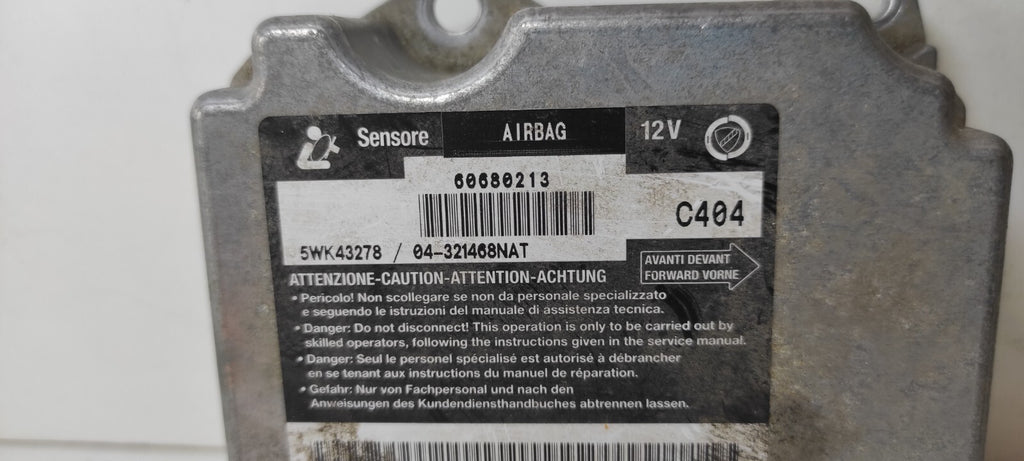 Sensore AIRBAG 12V
60680213
C404
5WK43278 / 04-321468NAT
AVANTI DEVANT
FORWARD VORNE
ATTENZIONE-CAUTION-ATTENTION-ACHTUNG
• Pericolo! Non scollegare se non da personale specializzato
e seguendo le istruzioni del manuale di assistenza tecnica.
• Danger: Do not disconnect! This operation is only to be carried out by
skilled operators, following the instructions given in the service manual.
• Danger: Seul le personel spécialisé est autorisé à débrancher
en se tenant aux instructions du manuel de réparation.
• Gefahr: Nur von Fachpersonal und nach den
Anweisungen des Kundendiensthandbuches abtrennen lassen.